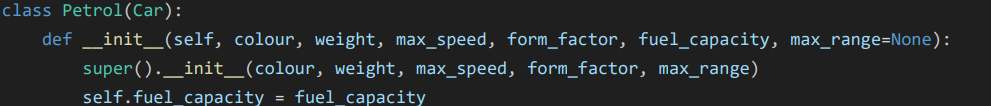 class Petrol(Car):
    def __init__(self, colour, weight, max_speed, form_factor, fuel_capacity, max_range=None):
        super().__init__(colour, weight, max_speed, form_factor, max_range)
        self.fuel_capacity = fuel_capacity